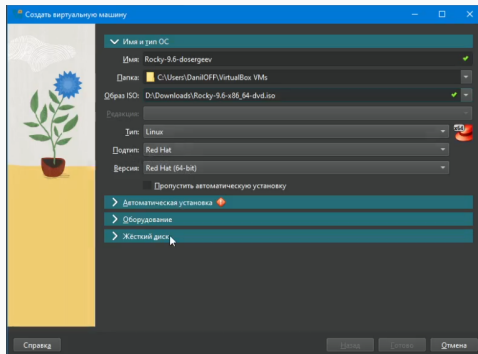 Создать виртуальную машину
Имя и тип ОС
Имя: Rocky-9.6-dosergeev
Папка: C:\Users\DanilOFF\VirtualBox VMs
Образ ISO: D:\Downloads\Rocky-9.6-x86_64-dvd.iso
Редакция:
Тип: Linux
x64
Подтип: Red Hat
Версия: Red Hat (64-bit)
Пропустить автоматическую установку
Автоматическая установка
Оборудование
Жёсткий диск
Справка Назад Готово Отмена